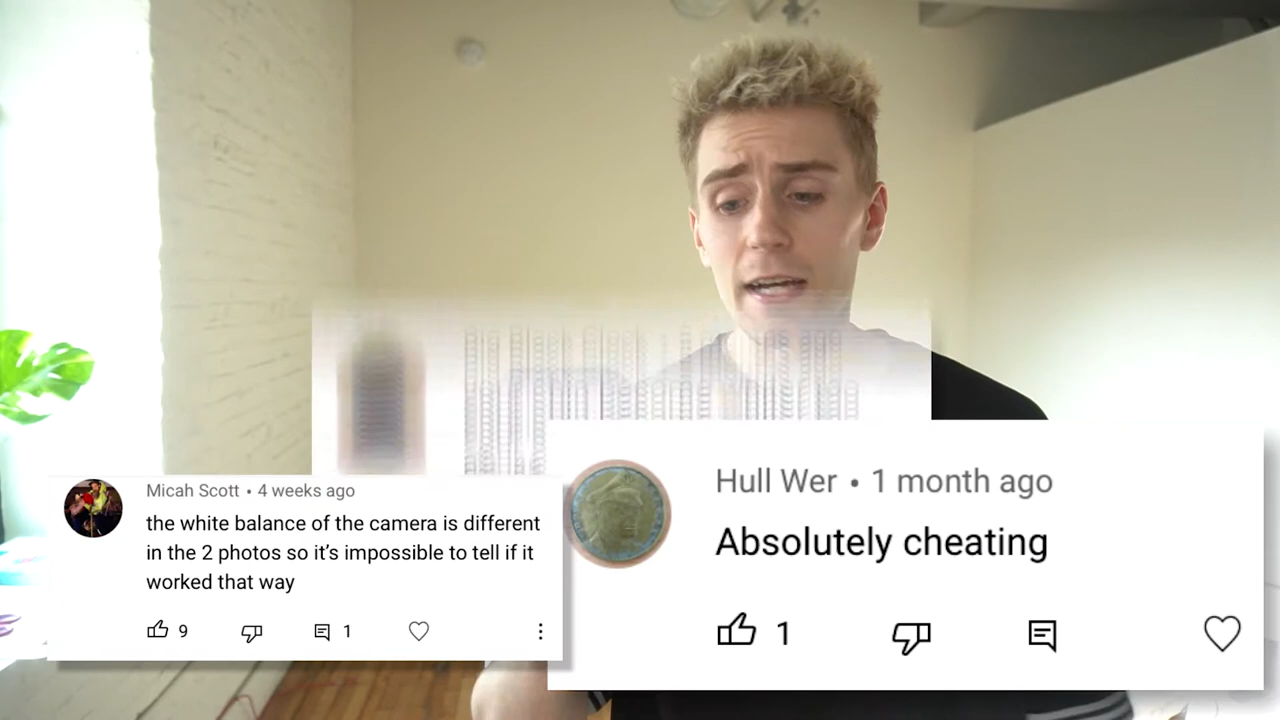 Micah Scott • 4 weeks ago
the white balance of the camera is different
in the 2 photos so it's impossible to tell if it
worked that way
9
1
Hull Wer • 1 month ago
Absolutely cheating
1